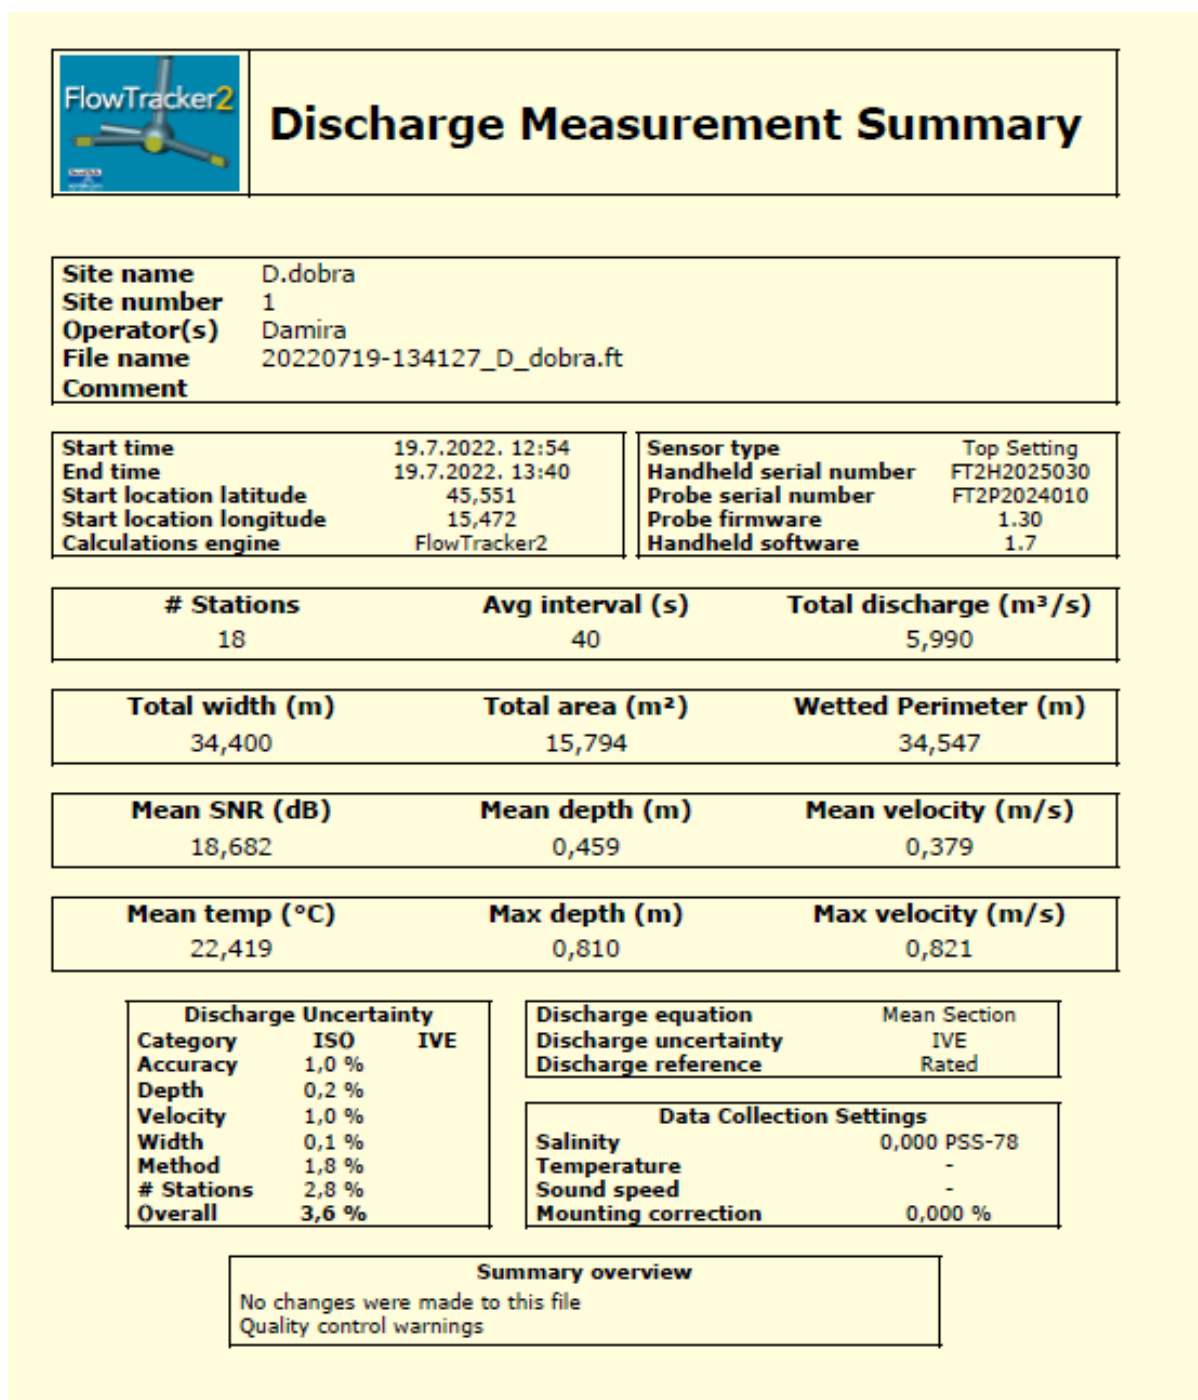 FlowTracker2
Discharge Measurement Summary
Site name D.dobra
Site number 1
Operator(s) Damira
File name 20220719-134127_D_dobra.ft
Comment
Start time 19.7.2022. 12:54
End time 19.7.2022. 13:40
Start location latitude 45,551
Start location longitude 15,472
Calculations engine FlowTracker2
Sensor type Top Setting
Handheld serial number FT2H2025030
Probe serial number FT2P2024010
Probe firmware 1.30
Handheld software 1.7
# Stations Avg interval (s) Total discharge (m³/s)
18 40 5,990
Total width (m) Total area (m²) Wetted Perimeter (m)
34,400 15,794 34,547
Mean SNR (dB) Mean depth (m) Mean velocity (m/s)
18,682 0,459 0,379
Mean temp (°C) Max depth (m) Max velocity (m/s)
22,419 0,810 0,821
Discharge Uncertainty
Category ISO IVE
Accuracy 1,0 %
Depth 0,2 %
Velocity 1,0 %
Width 0,1 %
Method 1,8 %
# Stations 2,8 %
Overall 3,6 %
Discharge equation Mean Section
Discharge uncertainty IVE
Discharge reference Rated
Data Collection Settings
Salinity 0,000 PSS-78
Temperature -
Sound speed -
Mounting correction 0,000 %
Summary overview
No changes were made to this file
Quality control warnings